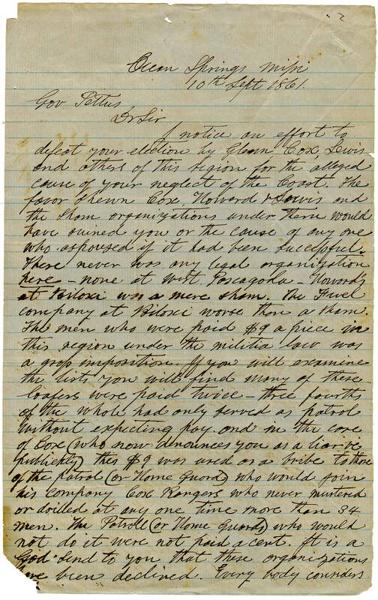 Ocean Springs Missi
10th Sept 1861.
Gov Pettus
Dr Sir
I notice an effort to
defeat your election by Glenn Cox, Lewis
and others of this region for the alleged
cause of your neglect of the Coast. The
favor shewn Cox, Howard & Lewis and
the sham organizations under them would
have ruined you or the cause of any one
who espoused if it had been successful.
There never was any legal organization
here – none at West Pascagoula – Howards
at Biloxi was a mere sham. The
company at Biloxi worse than a sham.
The men who were paid $9 a piece in
this region under the militia law was
a gross imposition – If you will examine
the lists you will find many of these
loafers were paid twice – three fourths
of the whole had only served as patrol
without expecting pay. and in the case
of Cox (who now denounces you as a liar
publickly) this $9 was used as a bribe to those
of the Patrol (or Home Guard) who would join
his company Cox Rangers who never mustered
or drilled at any one time more than 34
men. The Patroll (or Home Guards) who would
not do it were not paid a cent. It is a
God-send to you that these organizations
have been declined. Every body considers